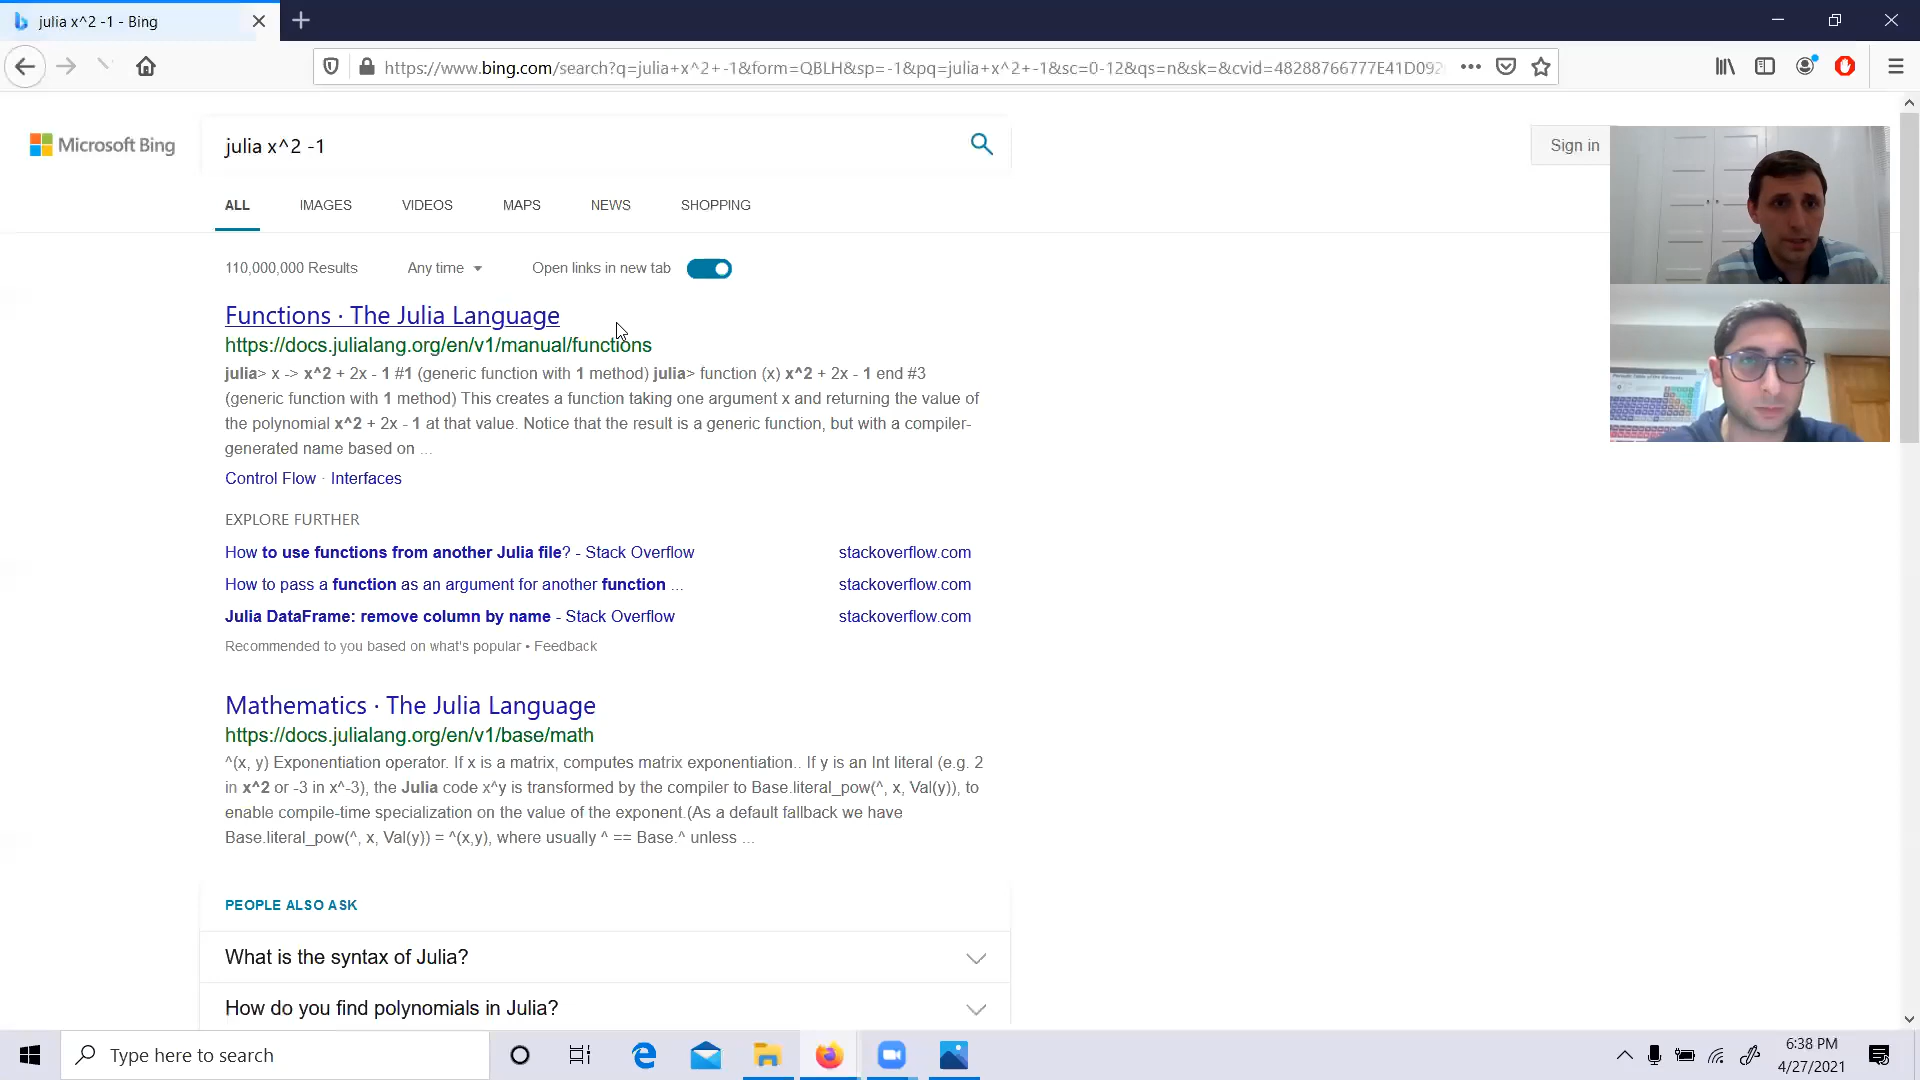 julia x^2 -1 - Bing
https://www.bing.com/search?q=julia+x^2+-1&form=QBLH&sp=-1&pq=julia+x^2+-1&sc=0-12&qs=n&sk=&cvid=48288766777E41D092
Microsoft Bing
julia x^2 -1
Sign in
ALL IMAGES VIDEOS MAPS NEWS SHOPPING
110,000,000 Results Any time Open links in new tab
Functions · The Julia Language
https://docs.julialang.org/en/v1/manual/functions
julia> x -> x^2 + 2x - 1 #1 (generic function with 1 method) julia> function (x) x^2 + 2x - 1 end #3
(generic function with 1 method) This creates a function taking one argument x and returning the value of
the polynomial x^2 + 2x - 1 at that value. Notice that the result is a generic function, but with a compiler-
generated name based on ...
Control Flow · Interfaces
EXPLORE FURTHER
How to use functions from another Julia file? - Stack Overflow stackoverflow.com
How to pass a function as an argument for another function ... stackoverflow.com
Julia DataFrame: remove column by name - Stack Overflow stackoverflow.com
Recommended to you based on what's popular • Feedback
Mathematics · The Julia Language
https://docs.julialang.org/en/v1/base/math
^(x, y) Exponentiation operator. If x is a matrix, computes matrix exponentiation.. If y is an Int literal (e.g. 2
in x^2 or -3 in x^-3), the Julia code x^y is transformed by the compiler to Base.literal_pow(^, x, Val(y)), to
enable compile-time specialization on the value of the exponent.(As a default fallback we have
Base.literal_pow(^, x, Val(y)) = ^(x,y), where usually ^ == Base.^ unless ...
PEOPLE ALSO ASK
What is the syntax of Julia?
How do you find polynomials in Julia?
Type here to search
6:38 PM
4/27/2021